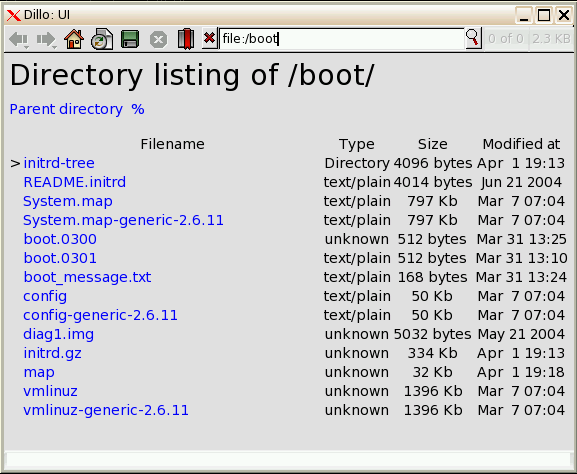 Dillo: UI
file:/boot 0 of 0 2.3 KB
Directory listing of /boot/
Parent directory %
Filename Type Size Modified at
> initrd-tree Directory 4096 bytes Apr 1 19:13
README.initrd text/plain 4014 bytes Jun 21 2004
System.map text/plain 797 Kb Mar 7 07:04
System.map-generic-2.6.11 text/plain 797 Kb Mar 7 07:04
boot.0300 unknown 512 bytes Mar 31 13:25
boot.0301 unknown 512 bytes Mar 31 13:10
boot_message.txt text/plain 168 bytes Mar 31 13:24
config text/plain 50 Kb Mar 7 07:04
config-generic-2.6.11 text/plain 50 Kb Mar 7 07:04
diag1.img unknown 5032 bytes May 21 2004
initrd.gz unknown 334 Kb Apr 1 19:13
map unknown 32 Kb Apr 1 19:18
vmlinuz unknown 1396 Kb Mar 7 07:04
vmlinuz-generic-2.6.11 unknown 1396 Kb Mar 7 07:04